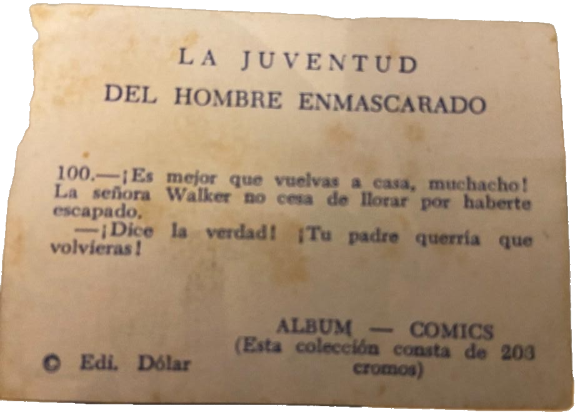 LA JUVENTUD
DEL HOMBRE ENMASCARADO
100.—¡Es mejor que vuelvas a casa, muchacho!
La señora Walker no cesa de llorar por haberte
escapado.
—¡Dice la verdad! ¡Tu padre querría que
volvieras!
ALBUM — COMICS
(Esta colección consta de 203
cromos)
© Edi. Dólar